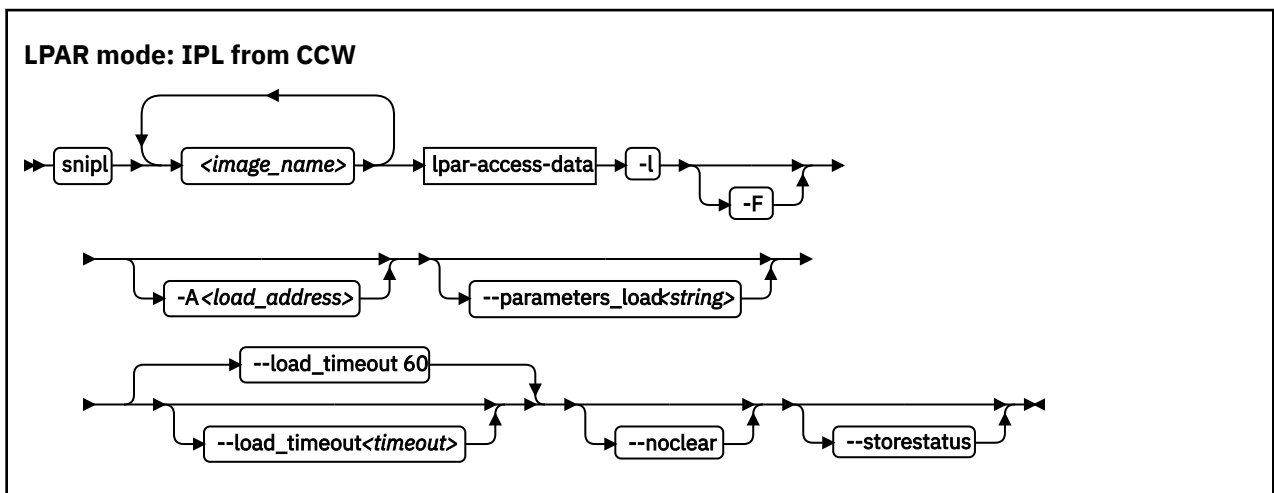 LPAR mode: IPL from CCW
snipl <image_name> lpar-access-data -l
-F
-A<load_address> --parameters_load<string>
--load_timeout 60
--load_timeout<timeout> --noclear --storestatus